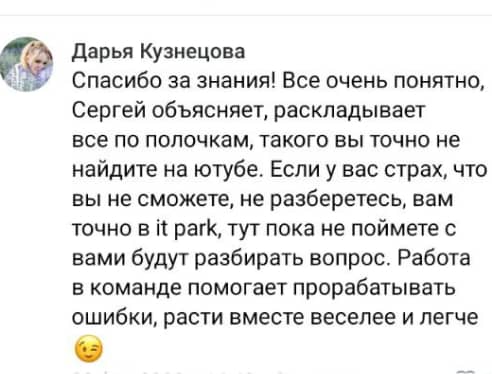 Дарья Кузнецова
Спасибо за знания! Все очень понятно,
Сергей объясняет, раскладывает
все по полочкам, такого вы точно не
найдите на ютубе. Если у вас страх, что
вы не сможете, не разберетесь, вам
точно в it park, тут пока не поймете с
вами будут разбирать вопрос. Работа
в команде помогает прорабатывать
ошибки, расти вместе веселее и легче
😉